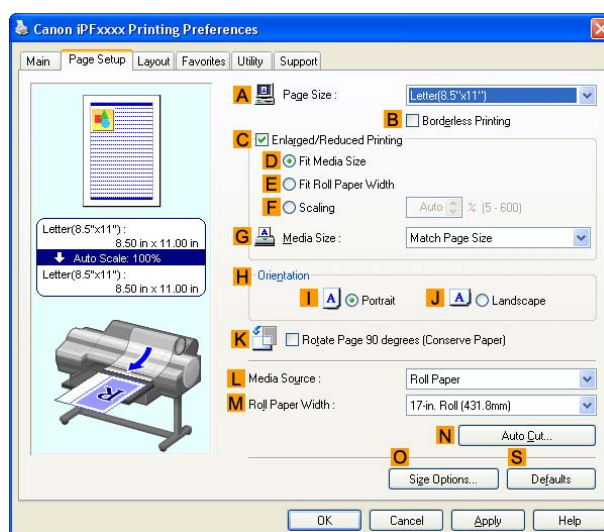 Canon iPFxxxx Printing Preferences
Main Page Setup Layout Favorites Utility Support
A Page Size : Letter(8.5"x11")
B Borderless Printing
C Enlarged/Reduced Printing
D Fit Media Size
E Fit Roll Paper Width
F Scaling Auto % (5 - 600)
G Media Size : Match Page Size
Letter(8.5"x11") :
8.50 in x 11.00 in
Auto Scale: 100%
Letter(8.5"x11") :
8.50 in x 11.00 in
H Orientation
I A Portrait J A Landscape
K Rotate Page 90 degrees (Conserve Paper)
R
L Media Source : Roll Paper
M Roll Paper Width : 17-in. Roll (431.8mm)
N Auto Cut...
O S
Size Options... Defaults
OK Cancel Apply Help